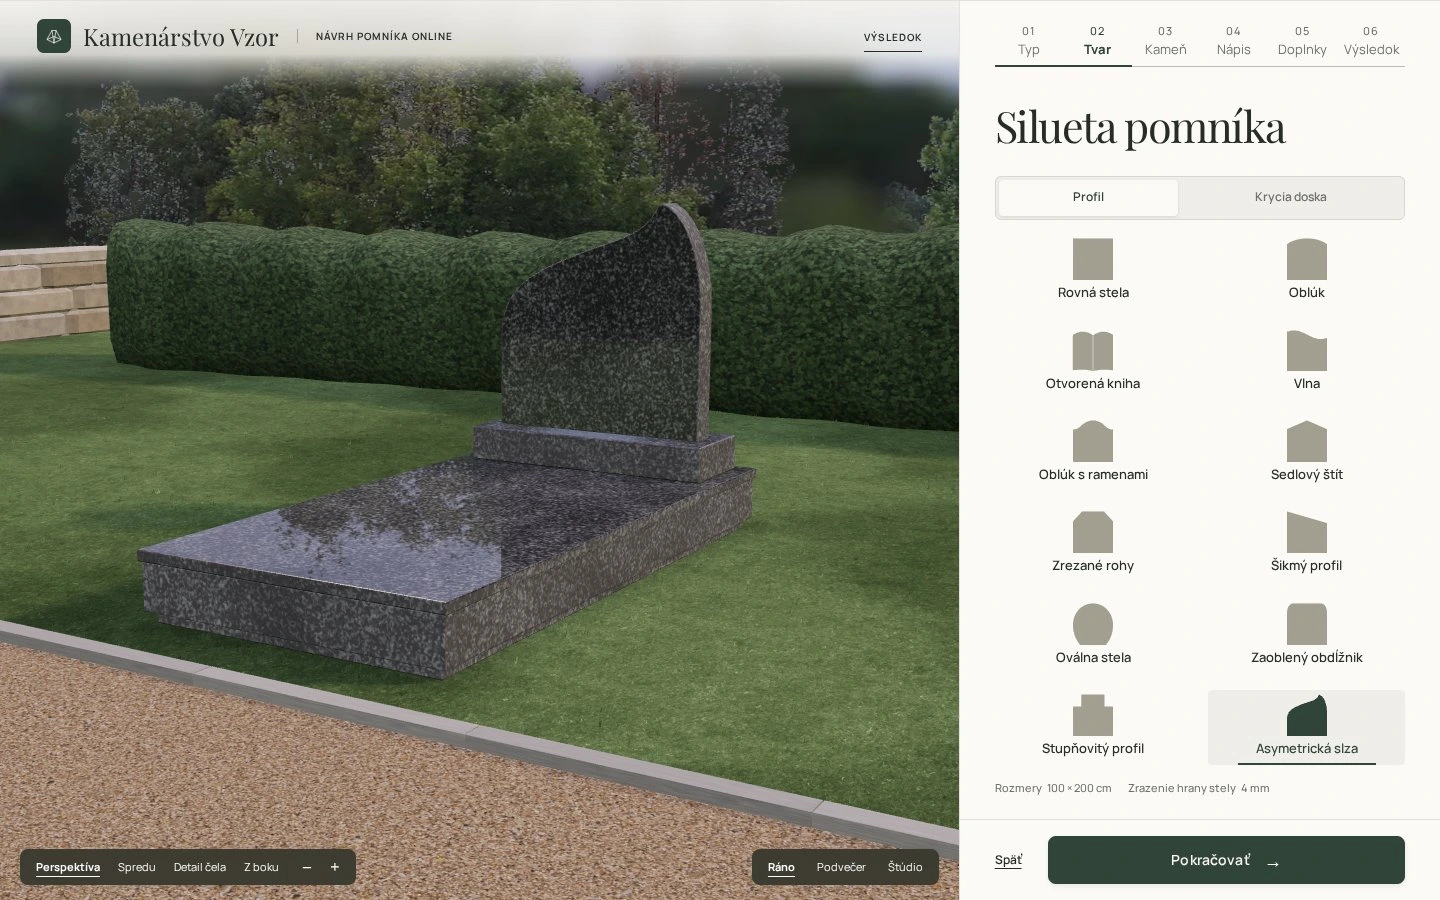 Kamenárstvo Vzor
NÁVRH POMNÍKA ONLINE
VÝSLEDOK
01 Typ
02 Tvar
03 Kameň
04 Nápis
05 Doplnky
06 Výsledok
Silueta pomníka
Profil
Krycia doska
Rovná stela
Oblúk
Otvorená kniha
Vlna
Oblúk s ramenami
Sedlový štít
Zrezané rohy
Šikmý profil
Oválna stela
Zaoblený obdĺžnik
Stupňovitý profil
Asymetrická slza
Rozmery 100 × 200 cm Zrazenie hrany stely 4 mm
Späť
Pokračovať →
Perspektíva Spredu Detail čela Z boku − +
Ráno Podvečer Štúdio